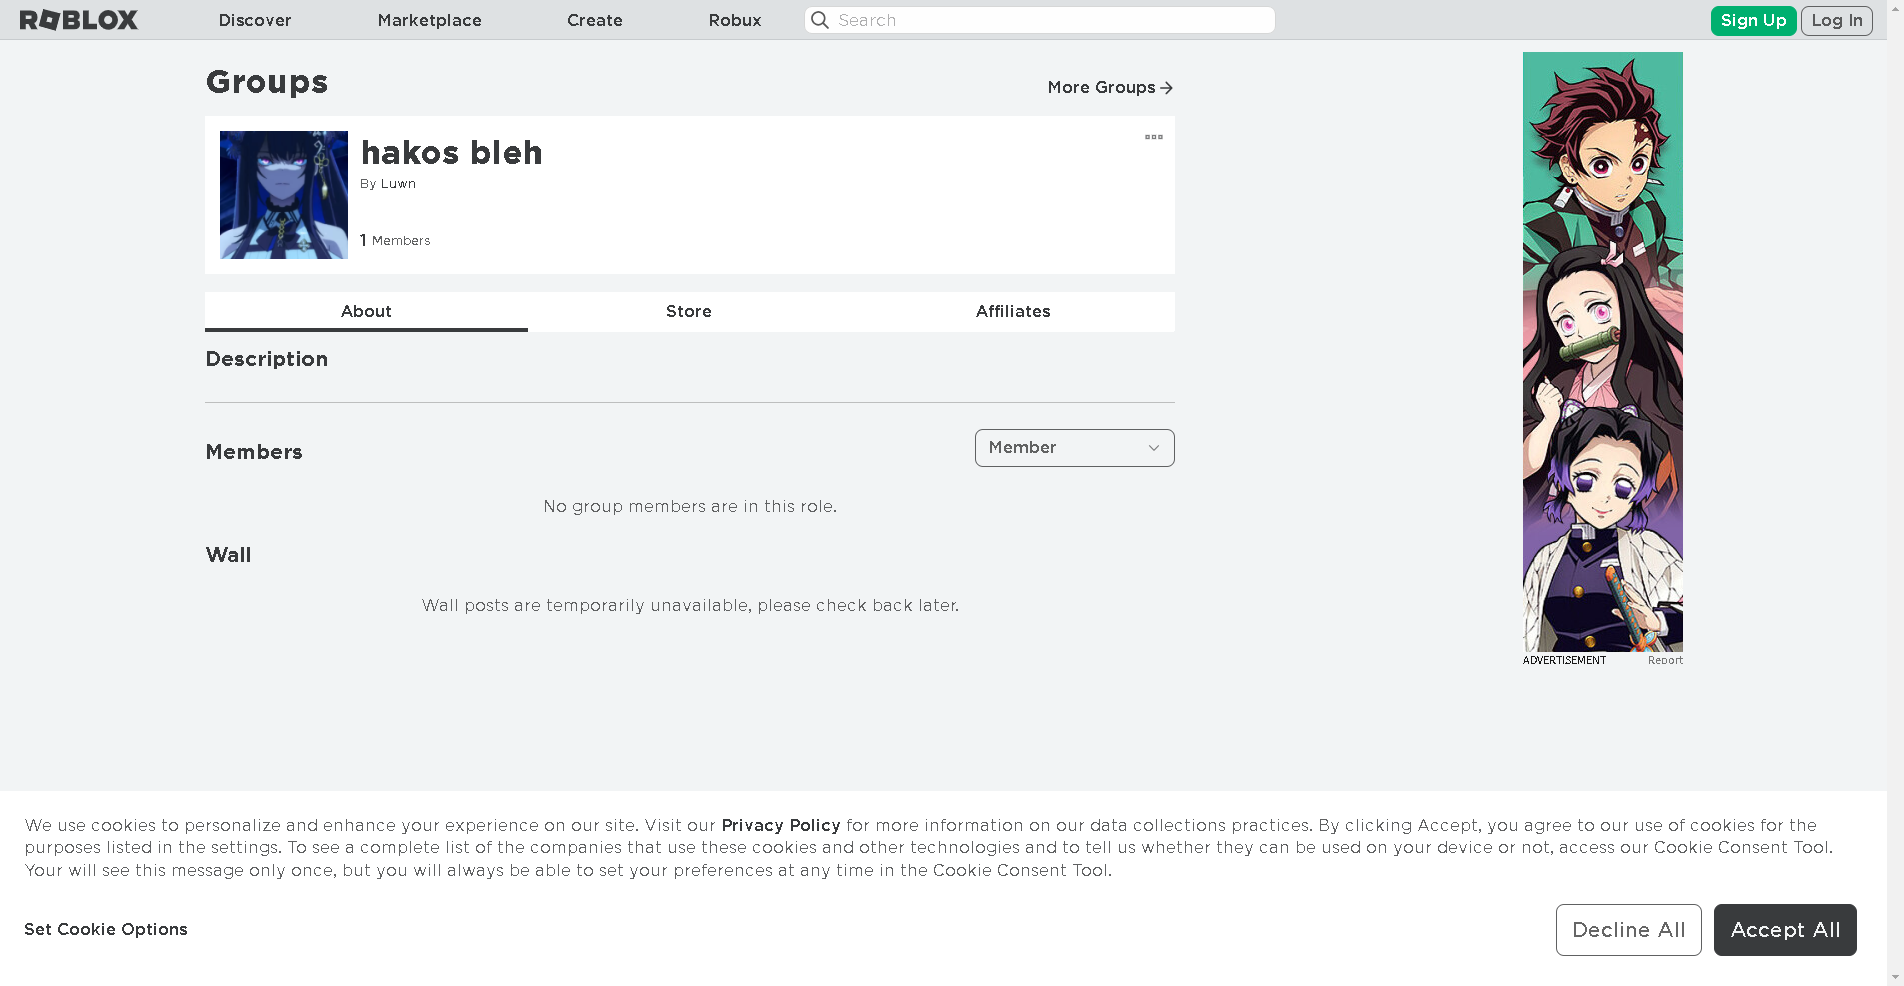 ROBLOX
Discover
Marketplace
Create
Robux
Search
Sign Up
Log In
Groups
More Groups
hakos bleh
By Luwn
1 Members
About
Store
Affiliates
Description
Members
Member
No group members are in this role.
Wall
Wall posts are temporarily unavailable, please check back later.
ADVERTISEMENT
Report
We use cookies to personalize and enhance your experience on our site. Visit our Privacy Policy for more information on our data collections practices. By clicking Accept, you agree to our use of cookies for the
purposes listed in the settings. To see a complete list of the companies that use these cookies and other technologies and to tell us whether they can be used on your device or not, access our Cookie Consent Tool.
Your will see this message only once, but you will always be able to set your preferences at any time in the Cookie Consent Tool.
Set Cookie Options
Decline All
Accept All